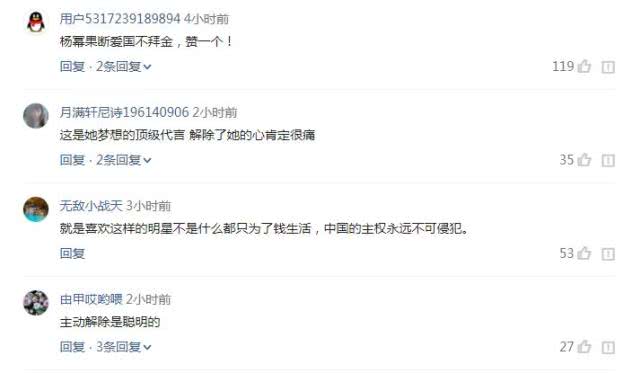 用户5317239189894 4小时前
杨幂果断爱国不拜金，赞一个！
回复 · 2条回复
119
月满轩尼诗196140906 2小时前
这是她梦想的顶级代言 解除了她的心肯定很痛
回复 · 2条回复
35
无敌小战天 3小时前
就是喜欢这样的明星不是什么都只为了钱生活，中国的主权永远不可侵犯。
回复
53
由甲哎哟喂 2小时前
主动解除是聪明的
回复 · 3条回复
27